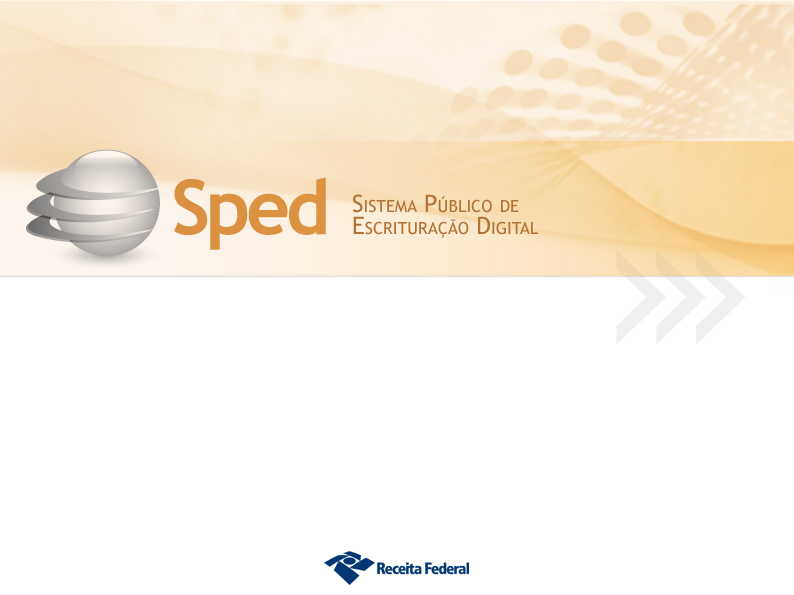 Sped
Sistema Público de
Escrituração Digital
Receita Federal